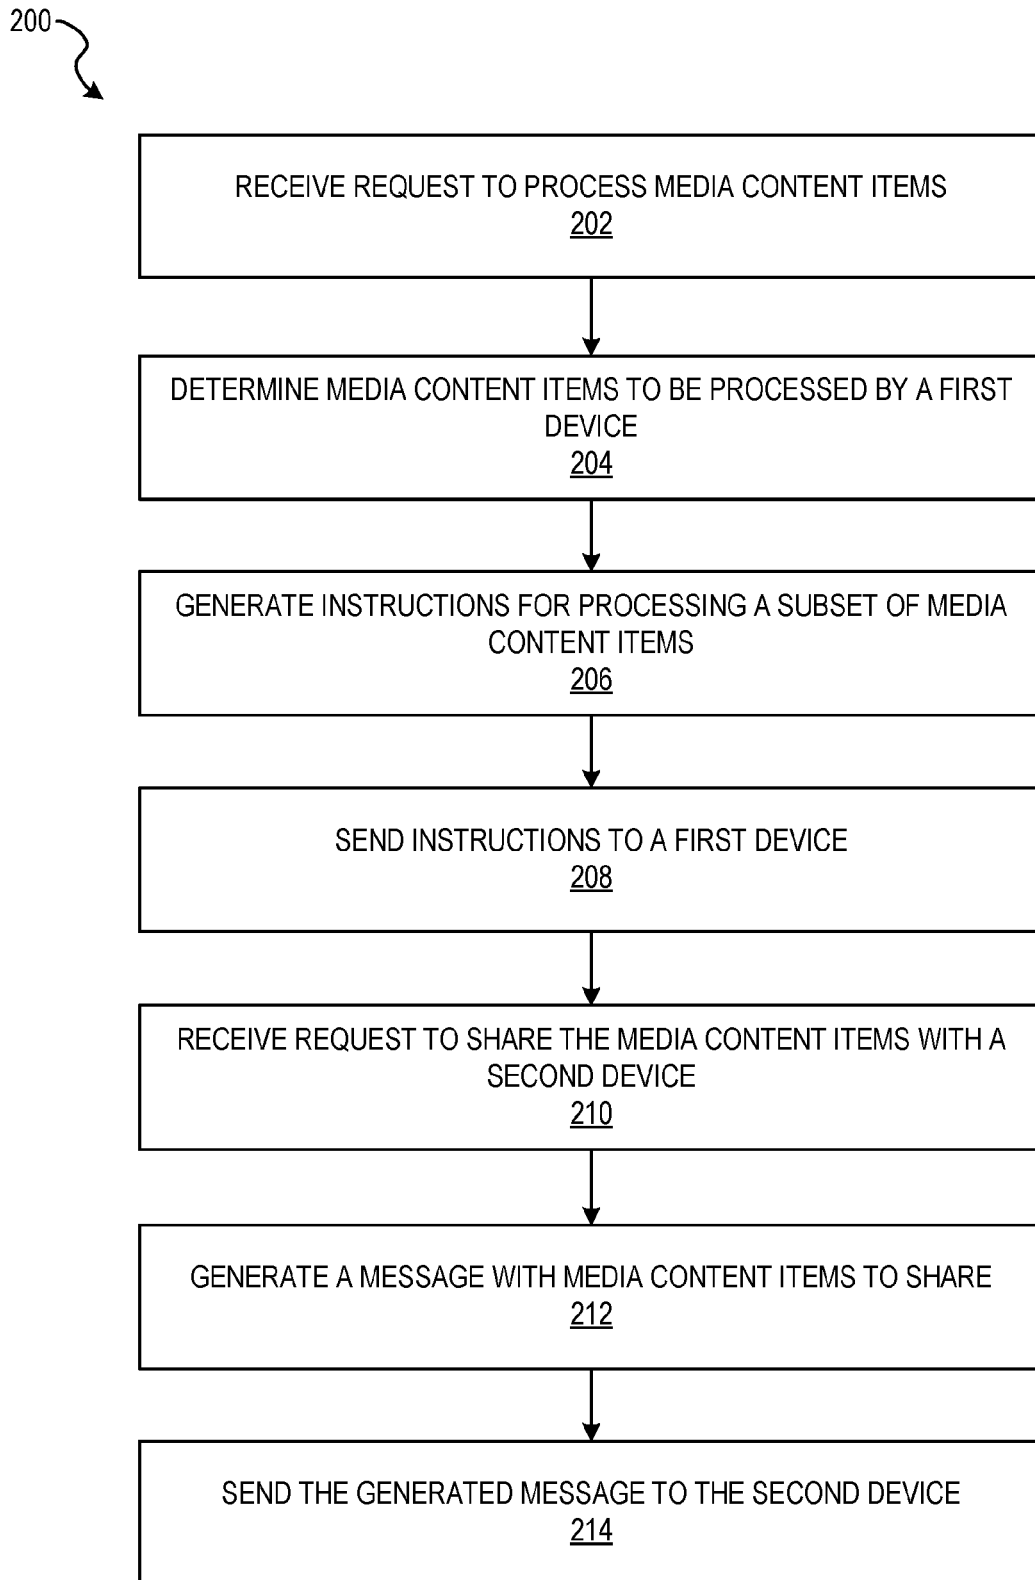 200
RECEIVE REQUEST TO PROCESS MEDIA CONTENT ITEMS
202
DETERMINE MEDIA CONTENT ITEMS TO BE PROCESSED BY A FIRST
DEVICE
204
GENERATE INSTRUCTIONS FOR PROCESSING A SUBSET OF MEDIA
CONTENT ITEMS
206
SEND INSTRUCTIONS TO A FIRST DEVICE
208
RECEIVE REQUEST TO SHARE THE MEDIA CONTENT ITEMS WITH A
SECOND DEVICE
210
GENERATE A MESSAGE WITH MEDIA CONTENT ITEMS TO SHARE
212
SEND THE GENERATED MESSAGE TO THE SECOND DEVICE
214